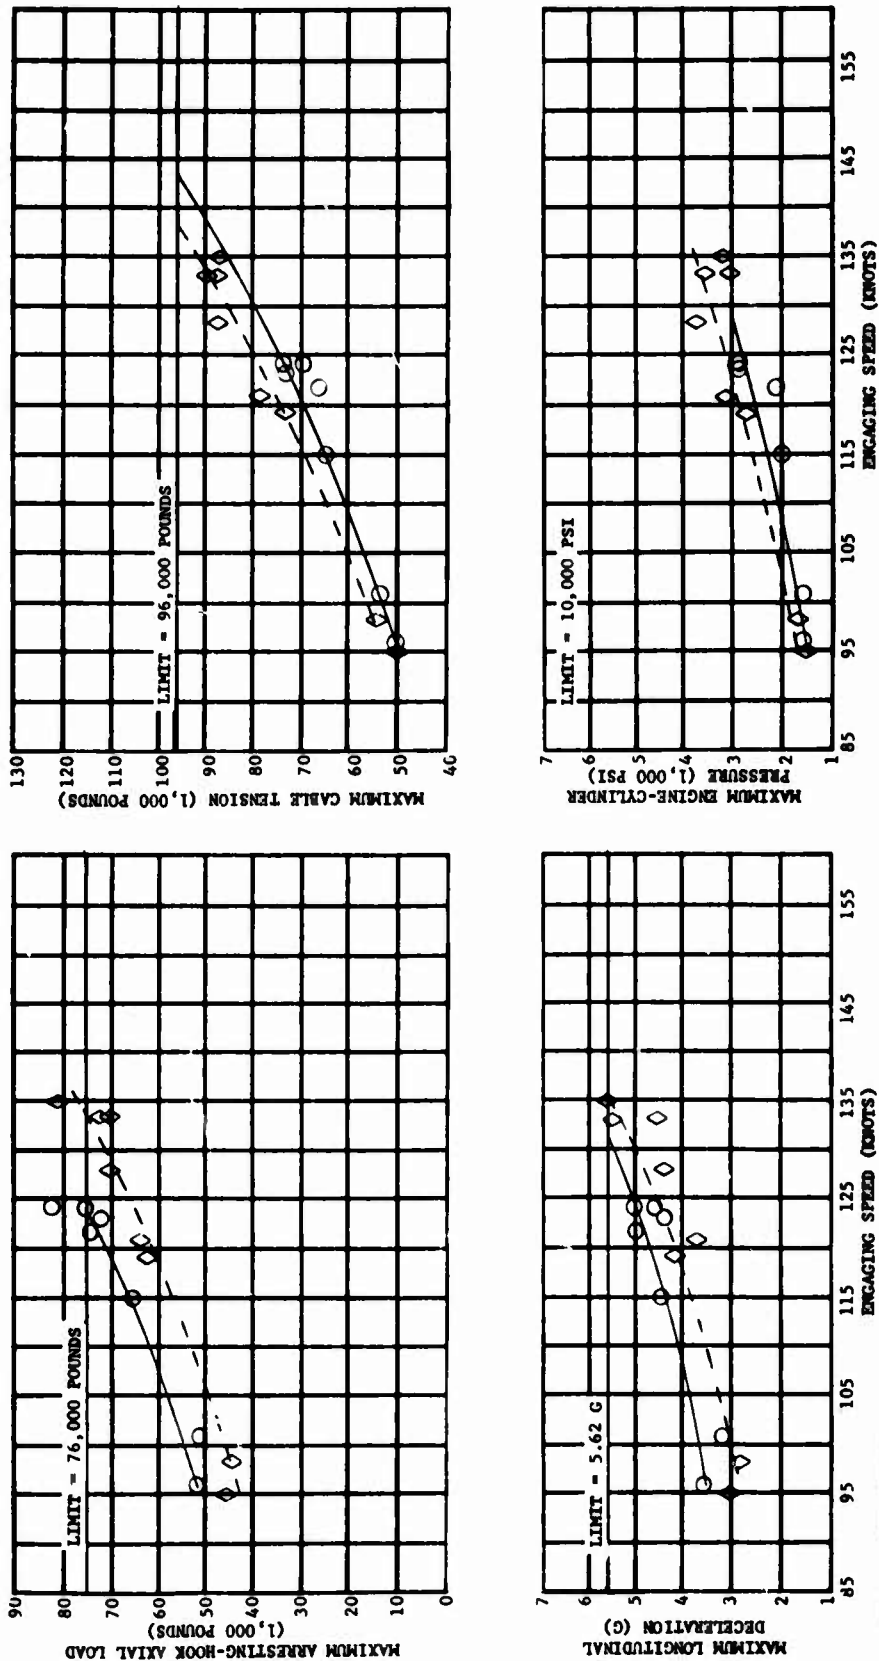 MAXIMUM ARRESTING-HOOK AXIAL LOAD
(1,000 POUNDS)
90
80
70
60
50
40
30
20
10
0
LIMIT = 76,000 POUNDS
MAXIMUM CABLE TENSION (1,000 POUNDS)
130
120
110
100
90
80
70
60
50
40
LIMIT = 96,000 POUNDS
MAXIMUM LONGITUDINAL
DECELERATION (G)
7
6
5
4
3
2
1
LIMIT = 5.62 G
85 95 105 115 125 135 145 155
ENGAGING SPEED (KNOTS)
MAXIMUM ENGINE-CYLINDER
PRESSURE (1,000 PSI)
7
6
5
4
3
2
1
LIMIT = 10,000 PSI
85 95 105 115 125 135 145 155
ENGAGING SPEED (KNOTS)